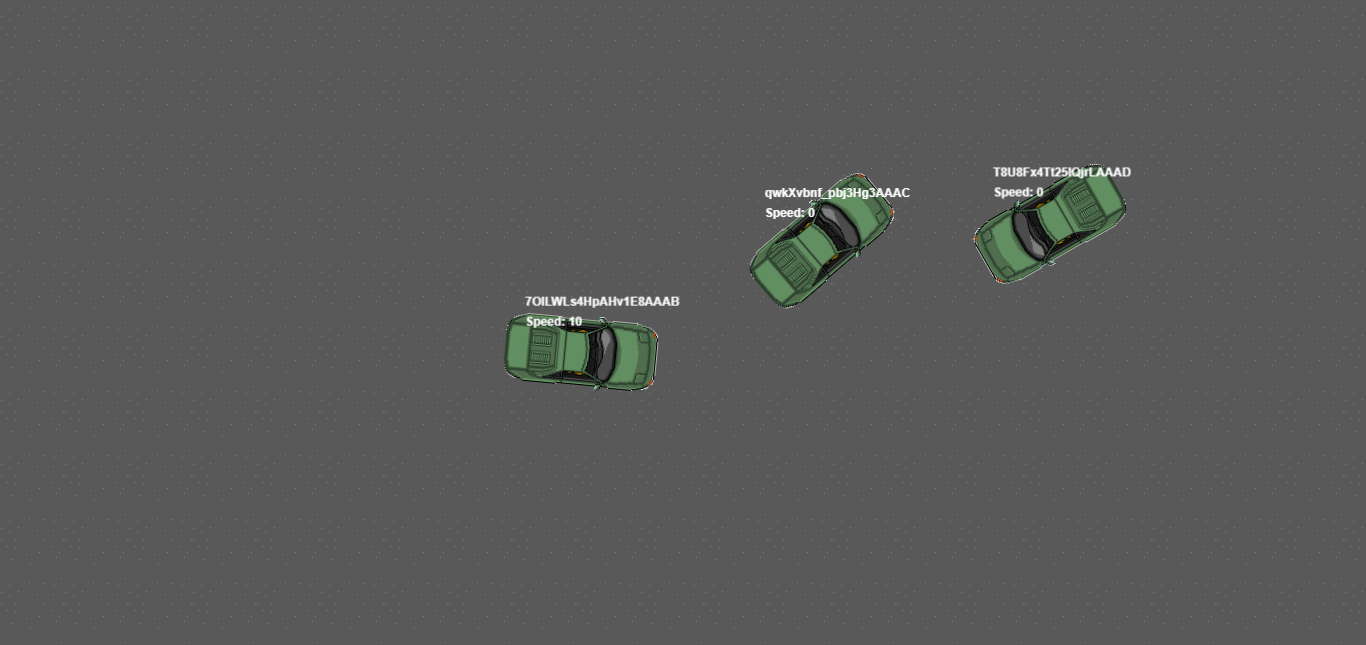 T8U8Fx4Tt25IQjrLAAAD
Speed: 0
qwkXvbnf_pbj3Hg3AAAC
Speed: 0
7OILWLs4HpAHv1E8AAAB
Speed: 10